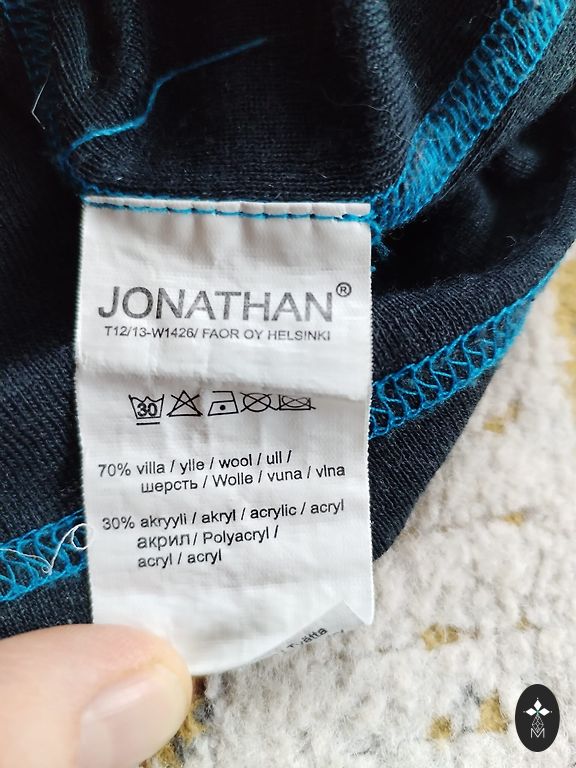 JONATHAN®
T12/13-W1426/ FAOR OY HELSINKI
30
70% villa / ylle / wool / ull /
шерсть / Wolle / vuna / vlna
30% akryyli / akryl / acrylic / acryl
акрил / Polyacryl /
acryl / acryl
M